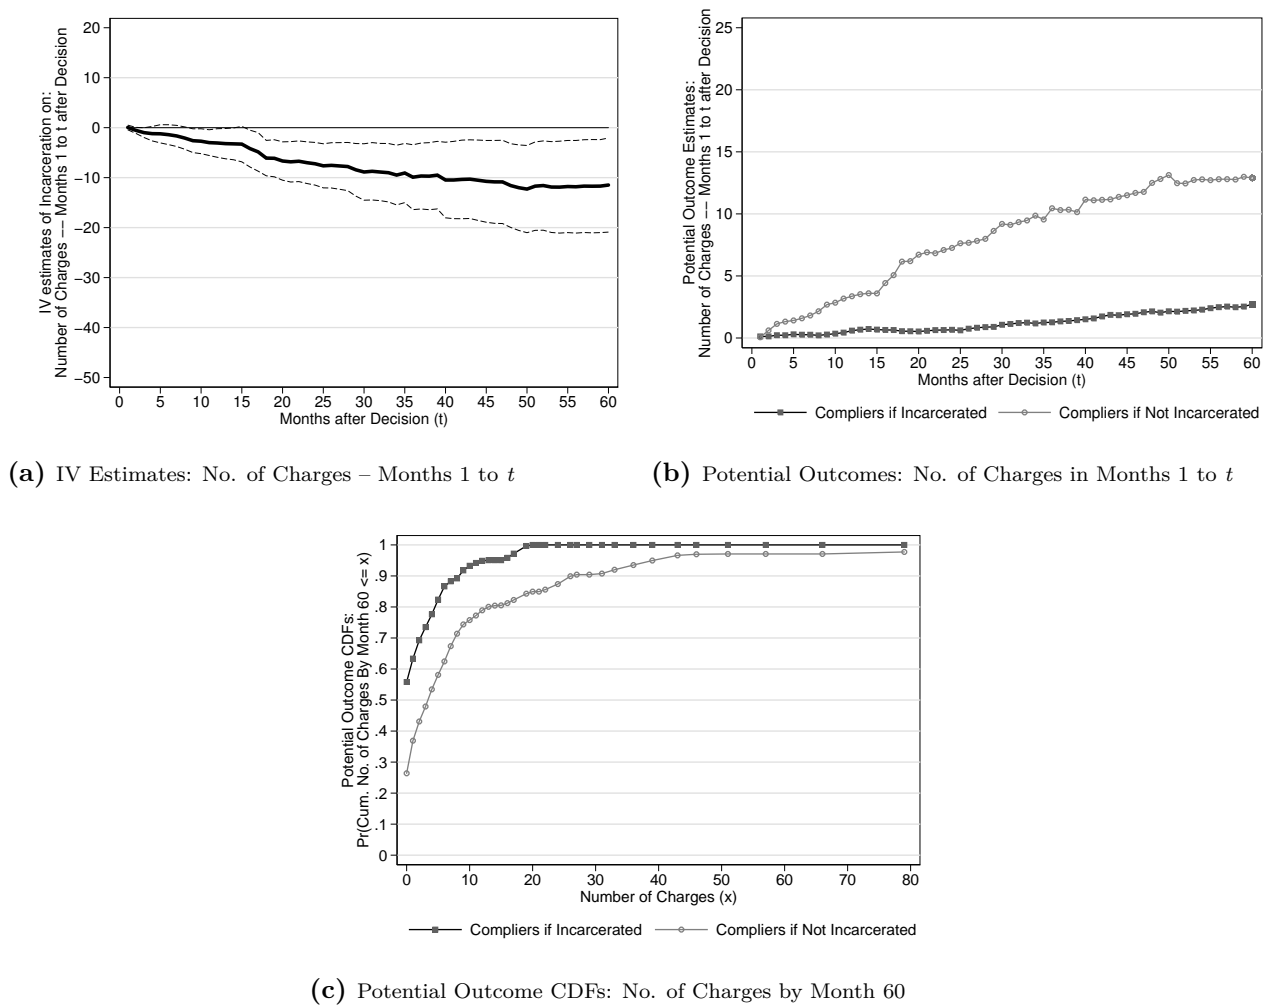 IV estimates of Incarceration on:
Number of Charges –– Months 1 to t after Decision
20
10
0
−10
−20
−30
−40
−50
0 5 10 15 20 25 30 35 40 45 50 55 60
Months after Decision (t)
(a) IV Estimates: No. of Charges – Months 1 to t
Potential Outcome Estimates:
Number of Charges –– Months 1 to t after Decision
25
20
15
10
5
0
0 5 10 15 20 25 30 35 40 45 50 55 60
Months after Decision (t)
Compliers if Incarcerated Compliers if Not Incarcerated
(b) Potential Outcomes: No. of Charges in Months 1 to t
Potential Outcome CDFs:
Pr(Cum. No. of Charges By Month 60 <= x)
1
.9
.8
.7
.6
.5
.4
.3
.2
.1
0
0 10 20 30 40 50 60 70 80
Number of Charges (x)
Compliers if Incarcerated Compliers if Not Incarcerated
(c) Potential Outcome CDFs: No. of Charges by Month 60